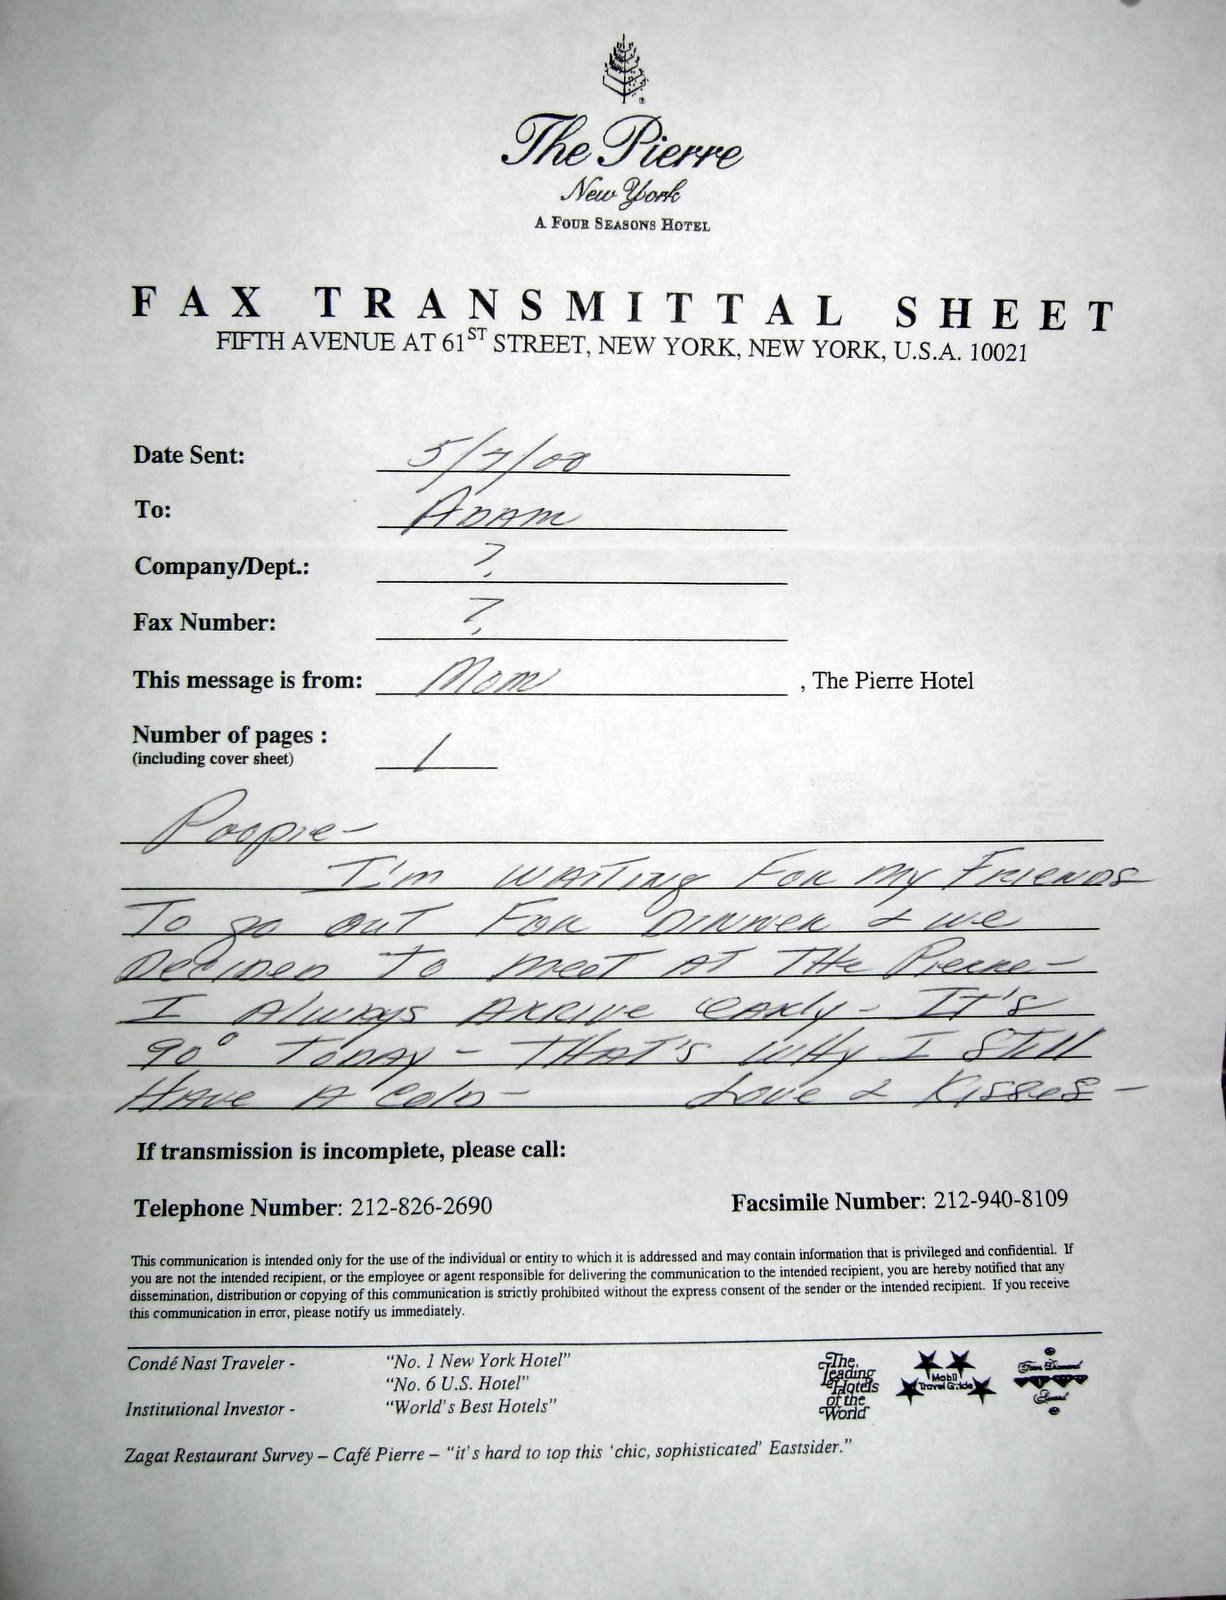 The Pierre
New York
A FOUR SEASONS HOTEL
FAX TRANSMITTAL SHEET
FIFTH AVENUE AT 61ST STREET, NEW YORK, NEW YORK, U.S.A. 10021
Date Sent: 5/7/00
To: ADAM
Company/Dept.: ?
Fax Number: ?
This message is from: Mom , The Pierre Hotel
Number of pages : 1
(including cover sheet)
Poopie-
I'm WAITING FOR My FRIENDS
To go out FOR DINNER & we
DeCIDED To meet AT THe Pierre-
I Always ARRIVE eARly- IT'S
90° TODAY - THAT'S WHy I Still
HAVe A ColD- Love & Kisses-
If transmission is incomplete, please call:
Telephone Number: 212-826-2690 Facsimile Number: 212-940-8109
This communication is intended only for the use of the individual or entity to which it is addressed and may contain information that is privileged and confidential. If
you are not the intended recipient, or the employee or agent responsible for delivering the communication to the intended recipient, you are hereby notified that any
dissemination, distribution or copying of this communication is strictly prohibited without the express consent of the sender or the intended recipient. If you receive
this communication in error, please notify us immediately.
Condé Nast Traveler - "No. 1 New York Hotel"
"No. 6 U.S. Hotel"
Institutional Investor - "World's Best Hotels"
The
Leading
Hotels
of the
World
Mobil
Travel Guide
Four Diamond
Award
Zagat Restaurant Survey – Café Pierre – "it's hard to top this 'chic, sophisticated' Eastsider."